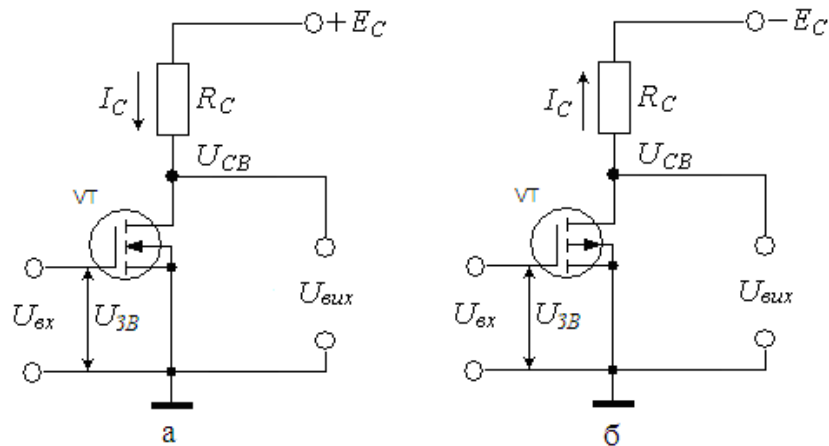 +E_C
I_C
R_C
U_CB
VT
U_вх
U_ЗВ
U_вих
а
−E_C
I_C
R_C
U_CB
VT
U_вх
U_ЗВ
U_вих
б